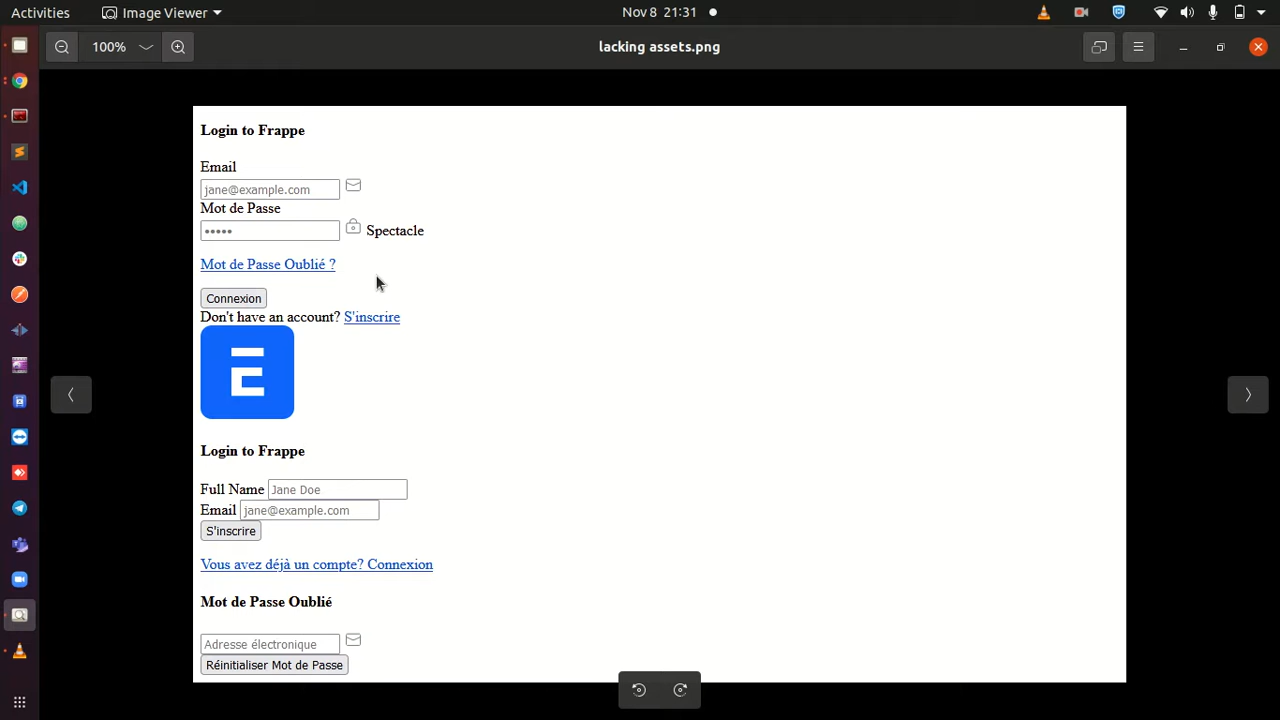 Activities Image Viewer Nov 8 21:31
100% lacking assets.png
Login to Frappe
Email
jane@example.com
Mot de Passe
••••• Spectacle
Mot de Passe Oublié ?
Connexion
Don't have an account? S'inscrire
E
Login to Frappe
Full Name Jane Doe
Email jane@example.com
S'inscrire
Vous avez déjà un compte? Connexion
Mot de Passe Oublié
Adresse électronique
Réinitialiser Mot de Passe